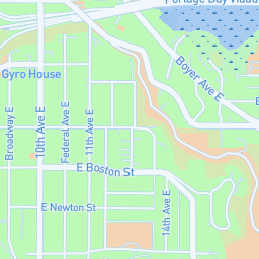 Portage Bay Viadu
Boyer Ave E
Gyro House
Broadway E
10th Ave E
Federal Ave E
11th Ave E
E Boston St
E Newton St
14th Ave E
E